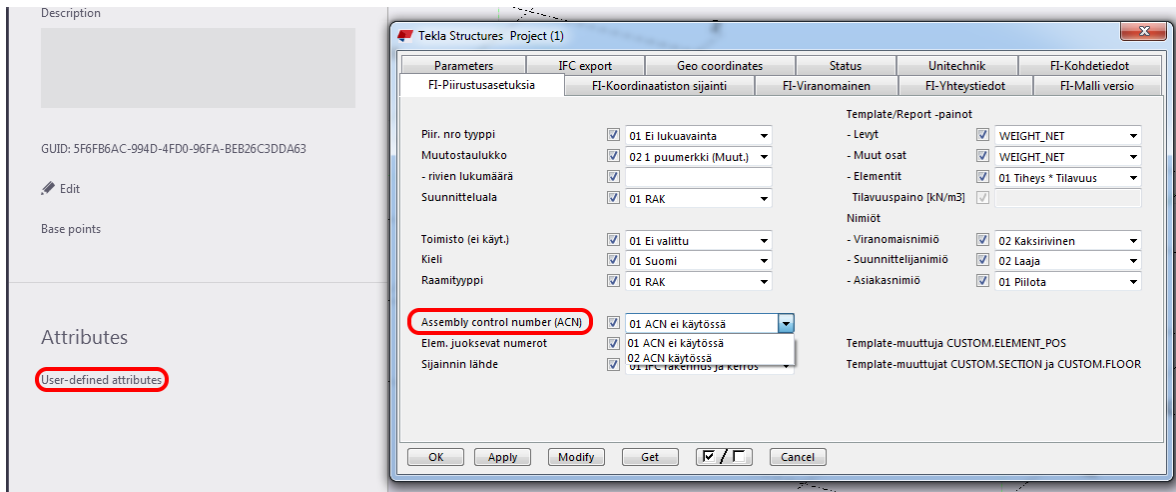 Description
GUID: 5F6FB6AC-994D-4FD0-96FA-BEB26C3DDA63
Edit
Base points
Attributes
User-defined attributes
Tekla Structures Project (1)
Parameters IFC export Geo coordinates Status Unitechnik FI-Kohdetiedot
FI-Piirustusasetuksia FI-Koordinaatiston sijainti FI-Viranomainen FI-Yhteystiedot FI-Malli versio
Template/Report -painot
Piir. nro tyyppi 01 Ei lukuavainta - Levyt WEIGHT_NET
Muutostaulukko 02 1 puumerkki (Muut.) - Muut osat WEIGHT_NET
- rivien lukumäärä - Elementit 01 Tiheys * Tilavuus
Suunnitteluala 01 RAK Tilavuuspaino [kN/m3]
Nimiöt
Toimisto (ei käyt.) 01 Ei valittu - Viranomaisnimiö 02 Kaksirivinen
Kieli 01 Suomi - Suunnittelijanimiö 02 Laaja
Raamityyppi 01 RAK - Asiakasnimiö 01 Piilota
Assembly control number (ACN) 01 ACN ei käytössä
Elem. juoksevat numerot 01 ACN ei käytössä Template-muuttuja CUSTOM.ELEMENT_POS
02 ACN käytössä
Sijainnin lähde 01 IFC rakennus ja kerros Template-muuttujat CUSTOM.SECTION ja CUSTOM.FLOOR
OK Apply Modify Get / Cancel